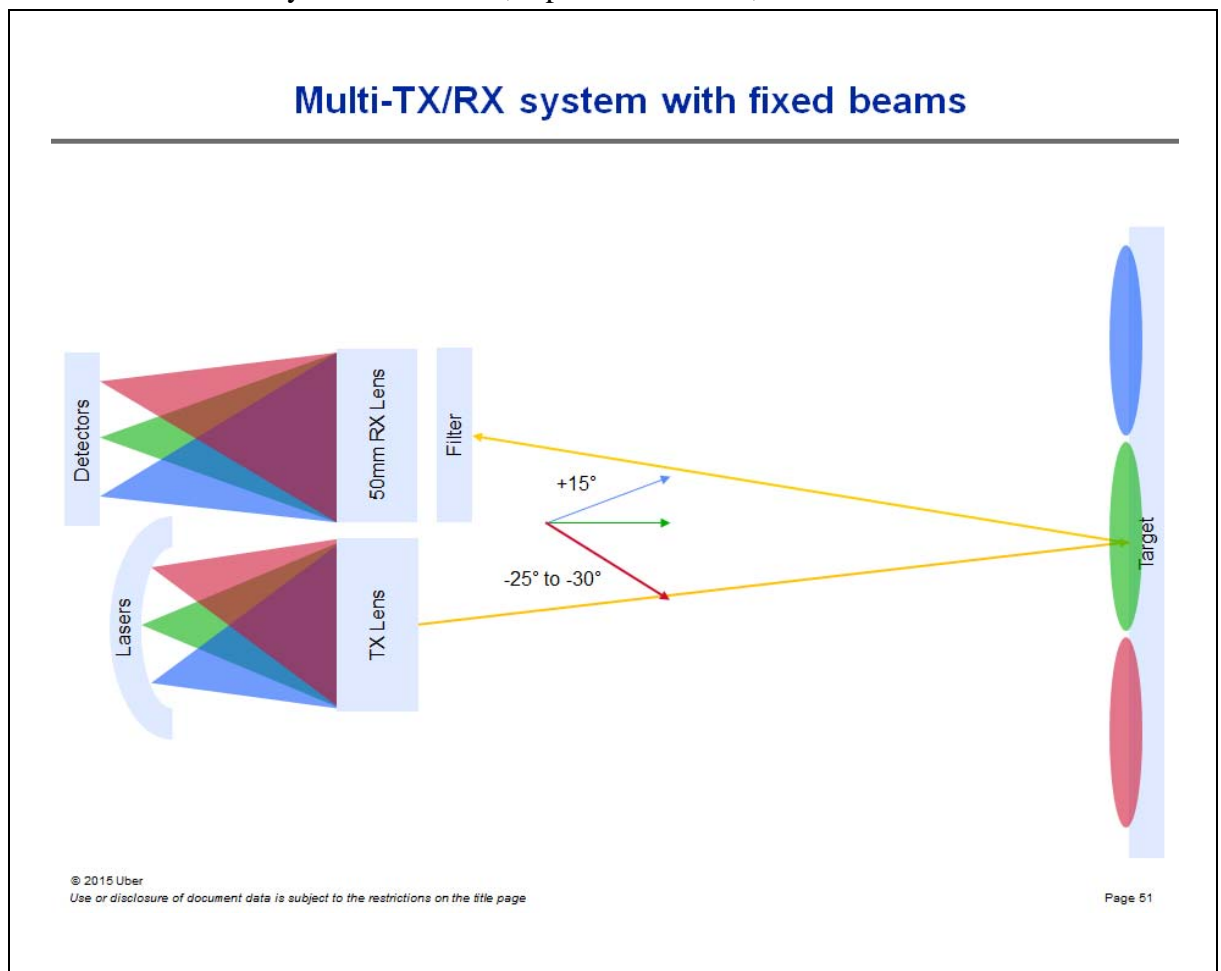 Multi-TX/RX system with fixed beams
Detectors
50mm RX Lens
Filter
+15°
-25° to -30°
Lasers
TX Lens
Target
© 2015 Uber
Use or disclosure of document data is subject to the restrictions on the title page
Page 51